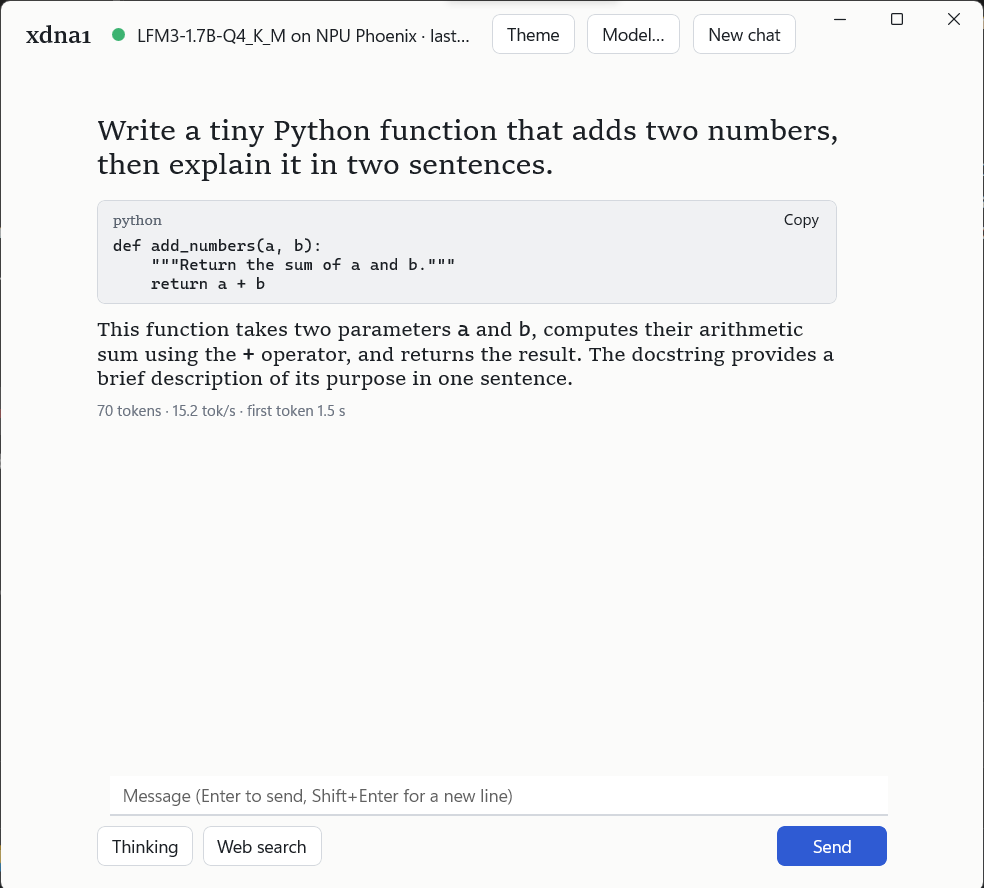 xdna1
LFM3-1.7B-Q4_K_M on NPU Phoenix · last...
Theme
Model...
New chat
Write a tiny Python function that adds two numbers,
then explain it in two sentences.
python
Copy
def add_numbers(a, b):
    """Return the sum of a and b."""
    return a + b
This function takes two parameters a and b, computes their arithmetic
sum using the + operator, and returns the result. The docstring provides a
brief description of its purpose in one sentence.
70 tokens · 15.2 tok/s · first token 1.5 s
Message (Enter to send, Shift+Enter for a new line)
Thinking
Web search
Send